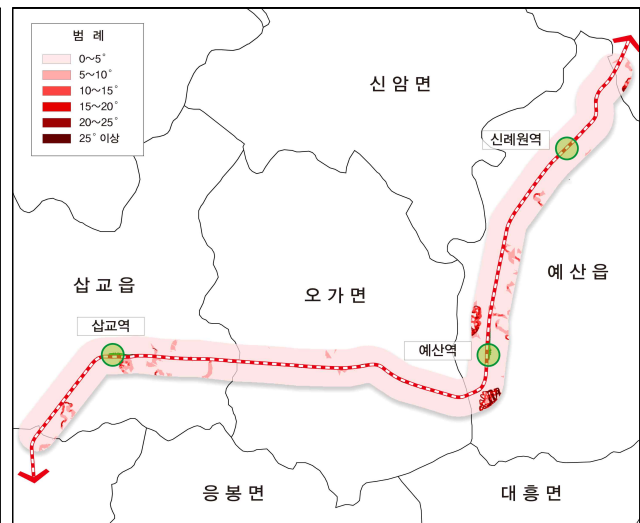 범 례
0~5°
5~10°
10~15°
15~20°
20~25°
25° 이상
신암면
신례원역
예산읍
삽교읍
오가면
삽교역
예산역
응봉면
대흥면